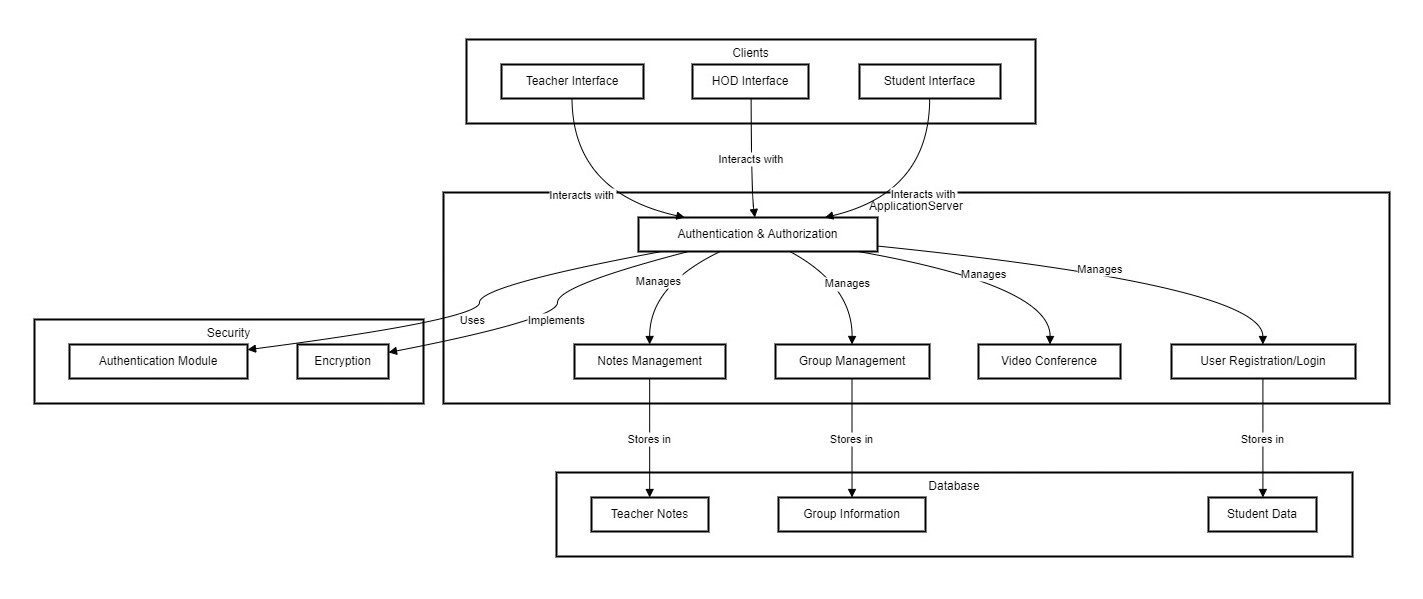 Clients
Teacher Interface
HOD Interface
Student Interface
Interacts with
Interacts with
Interacts with
ApplicationServer
Authentication & Authorization
Manages
Manages
Manages
Manages
Uses
Implements
Security
Authentication Module
Encryption
Notes Management
Group Management
Video Conference
User Registration/Login
Stores in
Stores in
Stores in
Database
Teacher Notes
Group Information
Student Data